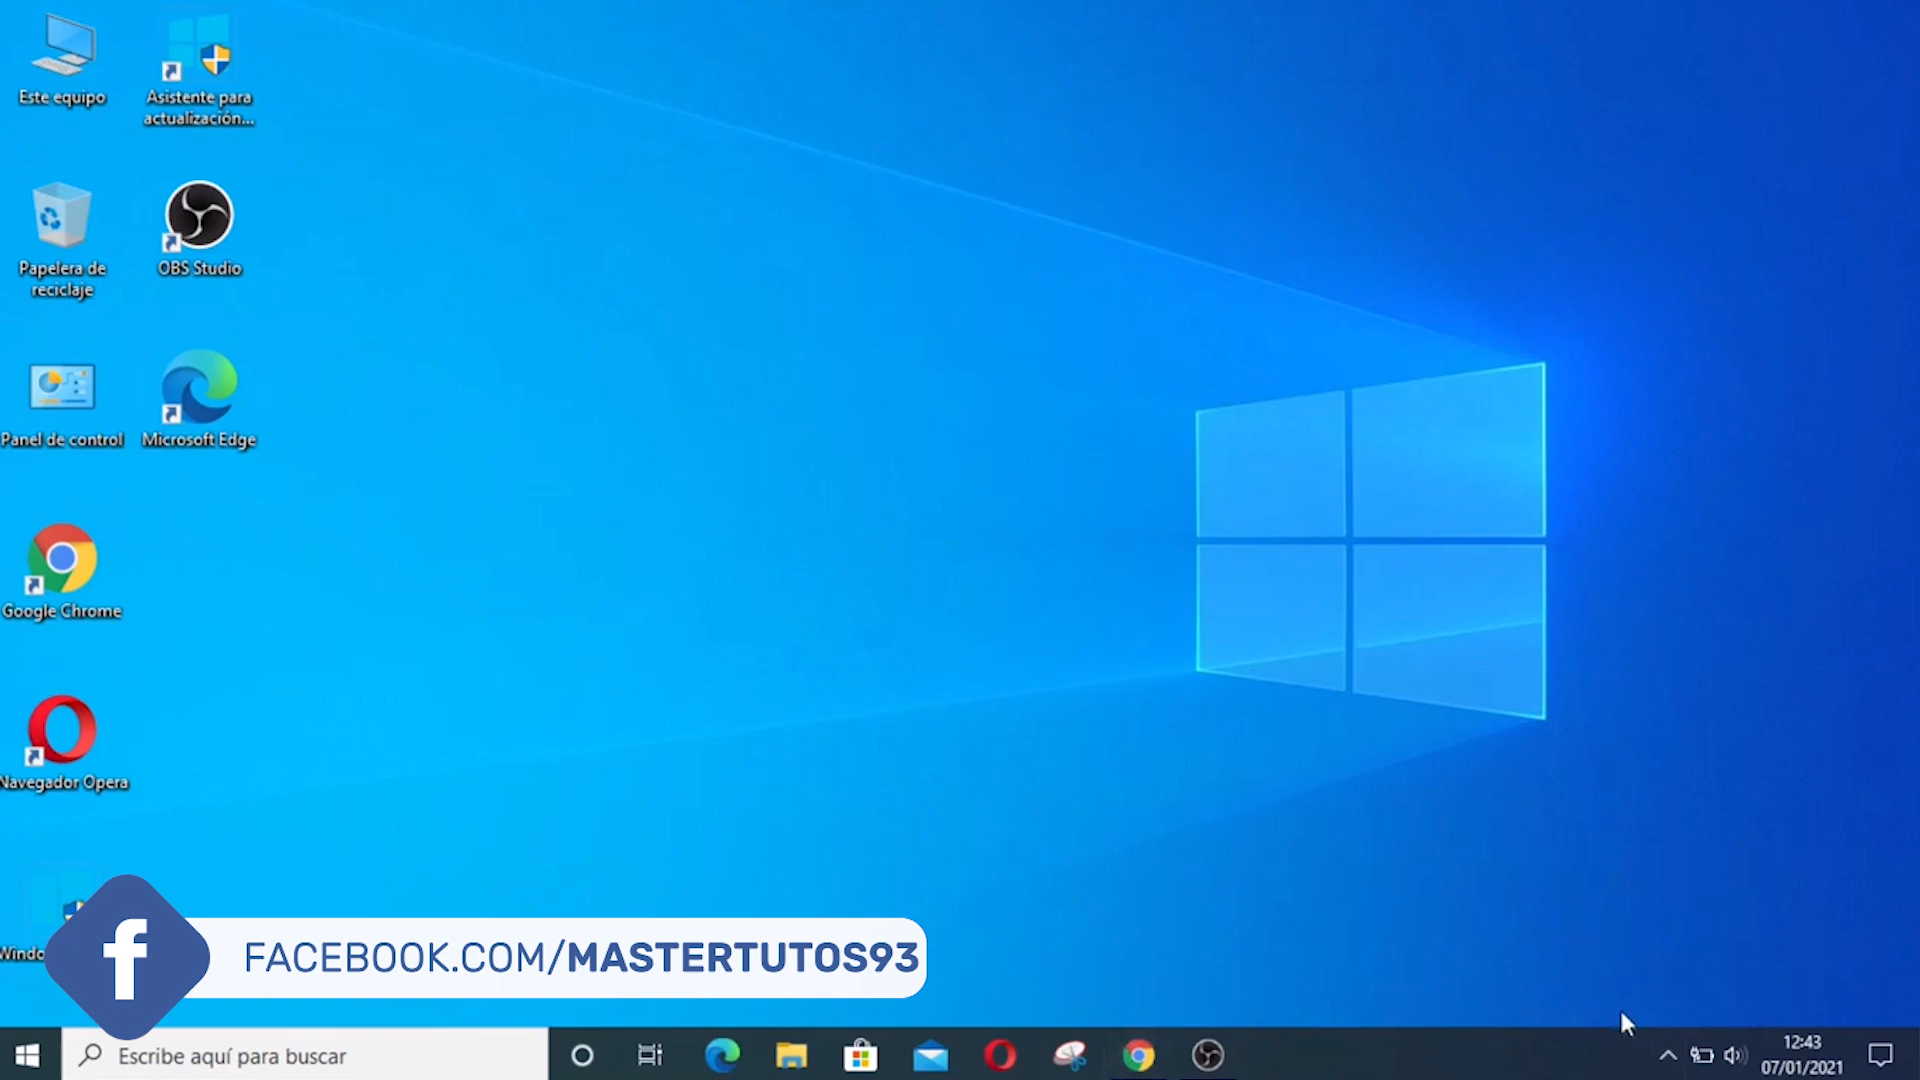 Este equipo
Asistente para
actualización...
Papelera de
reciclaje
OBS Studio
Panel de control
Microsoft Edge
Google Chrome
Navegador Opera
FACEBOOK.COM/MASTERTUTOS93
Escribe aquí para buscar
12:43
07/01/2021